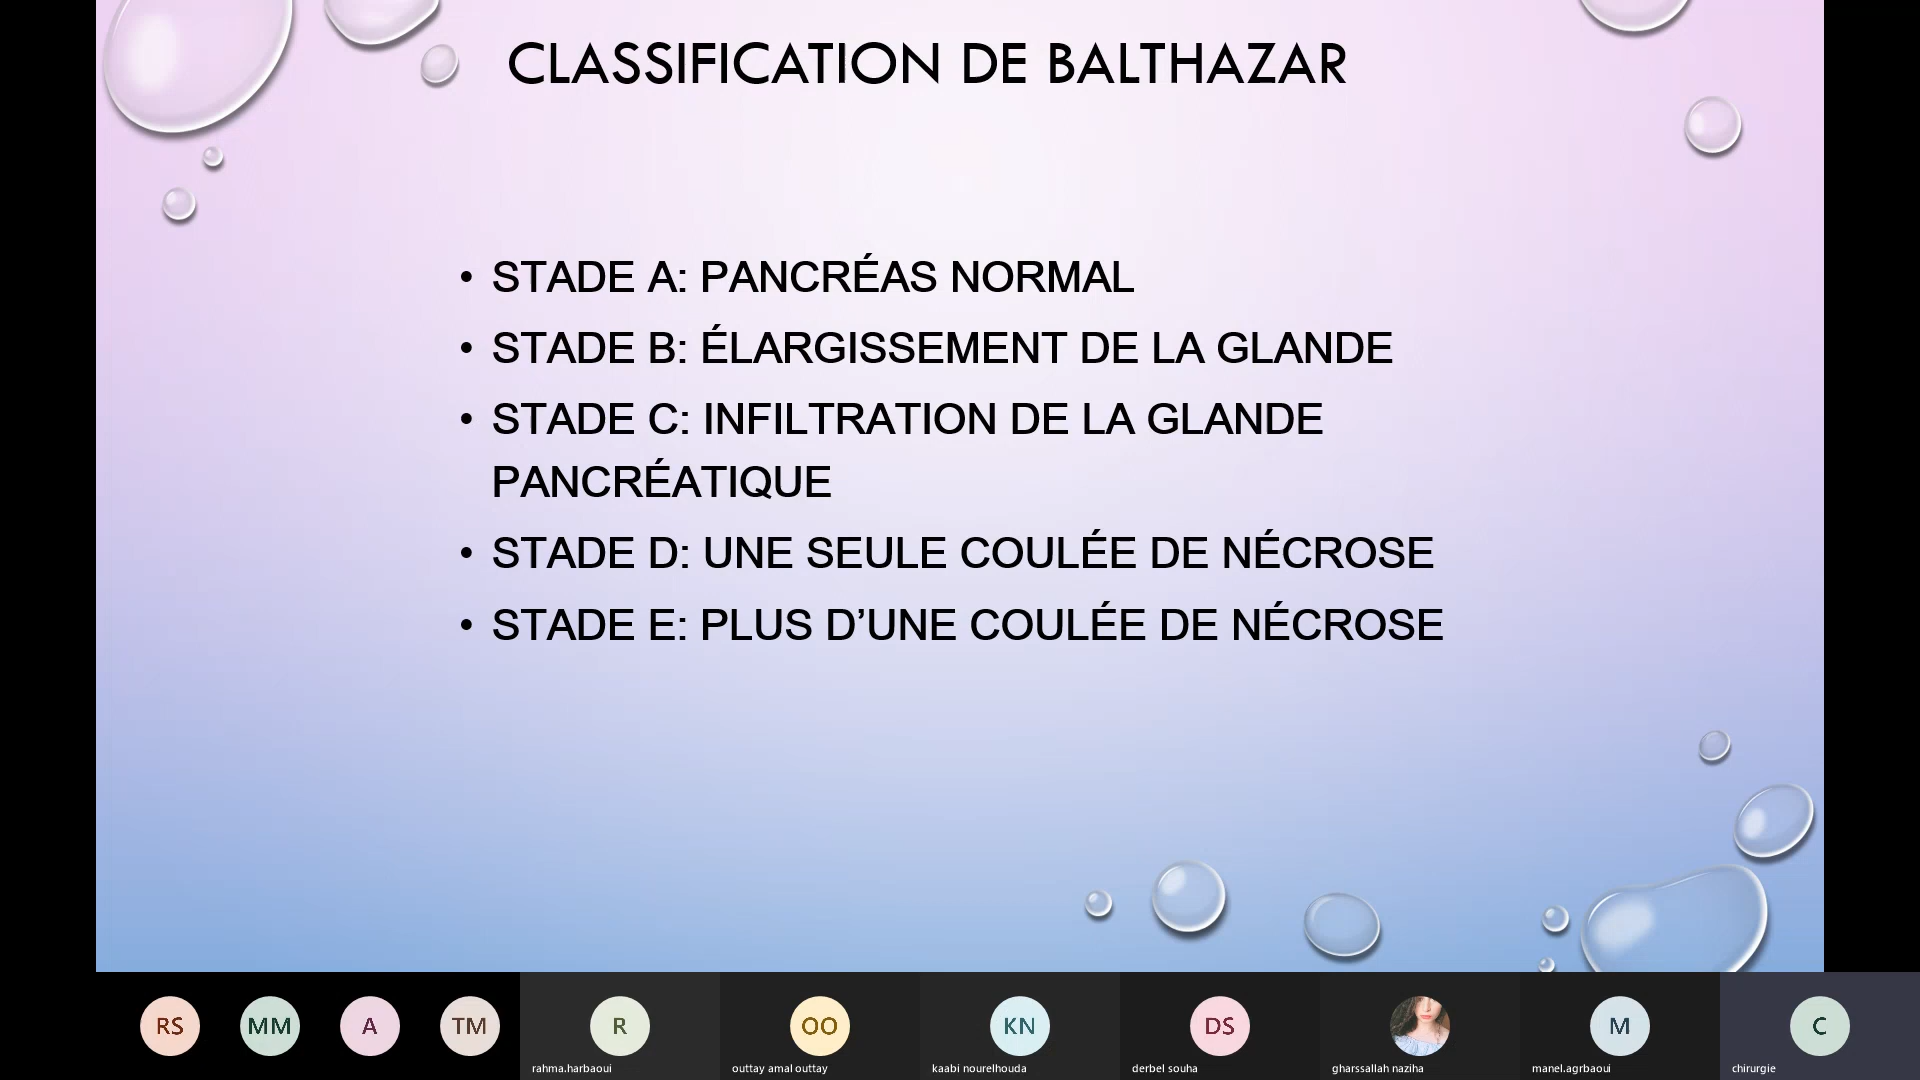 CLASSIFICATION DE BALTHAZAR
• STADE A: PANCRÉAS NORMAL
• STADE B: ÉLARGISSEMENT DE LA GLANDE
• STADE C: INFILTRATION DE LA GLANDE
PANCRÉATIQUE
• STADE D: UNE SEULE COULÉE DE NÉCROSE
• STADE E: PLUS D’UNE COULÉE DE NÉCROSE
RS MM A TM R OO KN DS M C
rahma.harbaoui outtay amal outtay kaabi nourelhouda derbel souha gharssallah naziha manel.agrbaoui chirurgie